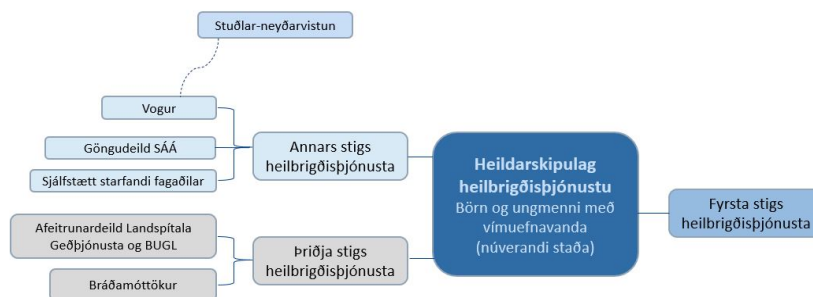 Stuðlar-neyðarvistun
Vogur
Göngudeild SÁÁ
Sjálfstætt starfandi fagaðilar
Annars stigs
heilbrigðisþjónusta
Afeitrunardeild Landspítala
Geðþjónusta og BUGL
Bráðamóttökur
Þriðja stigs
heilbrigðisþjónusta
Heildarskipulag
heilbrigðisþjónustu
Börn og ungmenni með
vímuefnavanda
(núverandi staða)
Fyrsta stigs
heilbrigðisþjónusta